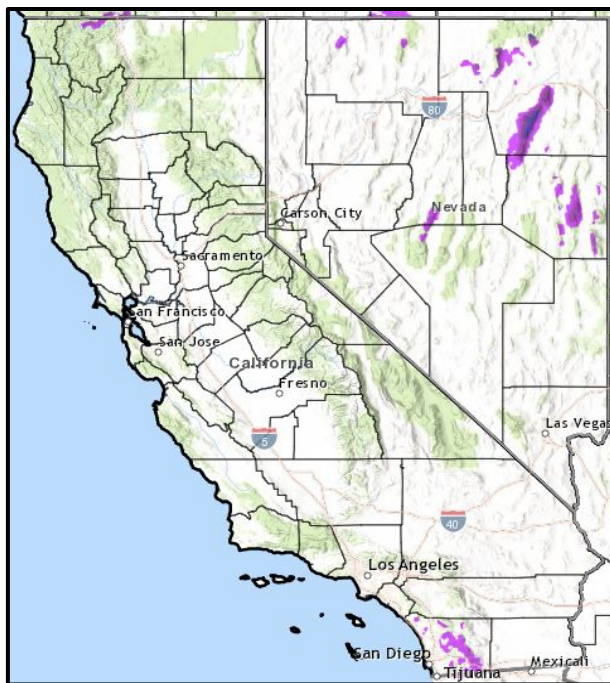 80
Nevada
Carson City
Sacramento
San Francisco
San Jose
California
Fresno
Las Vegas
5
40
Los Angeles
San Diego
Tijuana
Mexicali